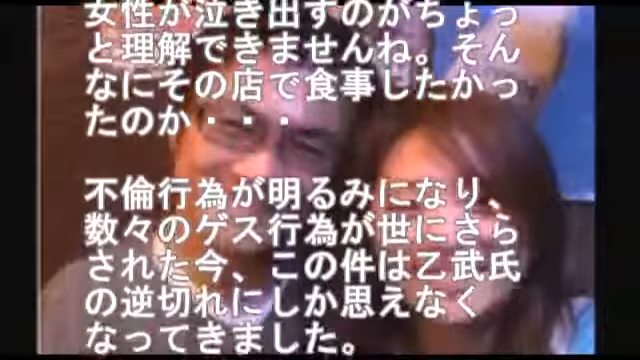 女性が泣き出すのがちょっ
と理解できませんね。そん
なにその店で食事したかっ
たのか・・・
不倫行為が明るみになり、
数々のゲス行為が世にさら
された今、この件は乙武氏
の逆切れにしか思えなく
なってきました。